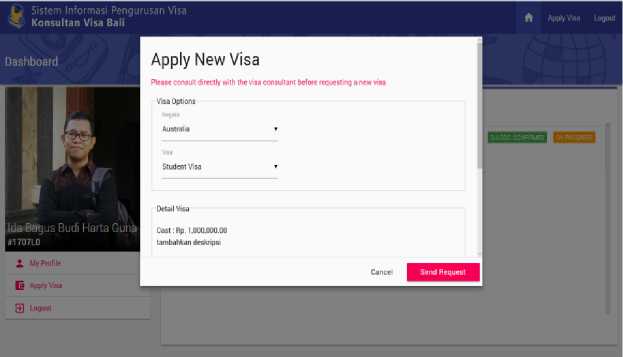 Sistem Informasi Pengurusan Visa
Konsultan Visa Bali
Apply Visa
Logout
Dashboard
Apply New Visa
Please consult directly with the visa consultant before requesting a new visa
Visa Options
Negara
Australia
Visa
Student Visa
Detail Visa
Cost : Rp. 1,000,000.00
tambahkan deskripsi
Cancel
Send Request
CONFIRMED
ON PROGRESS
Ida Bagus Budi Harta Guna
#1707L0
My Profile
Apply Visa
Logout